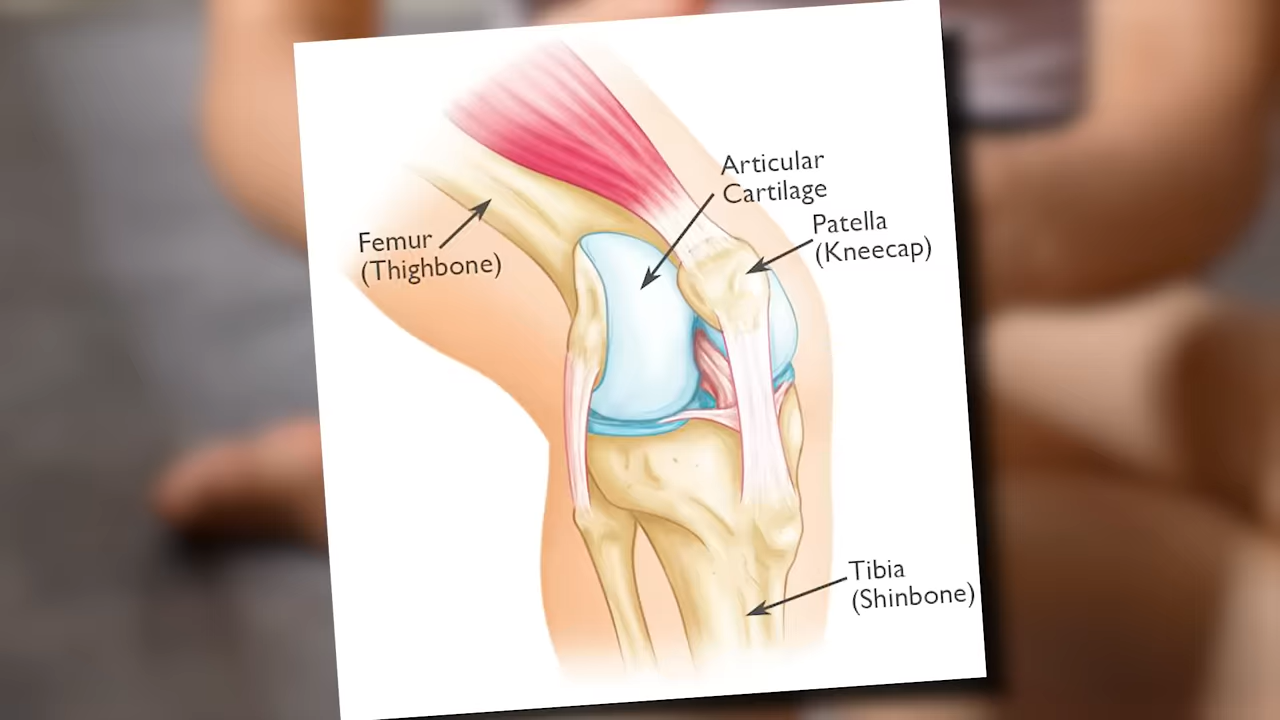 Articular
Cartilage
Patella
(Kneecap)
Femur
(Thighbone)
Tibia
(Shinbone)